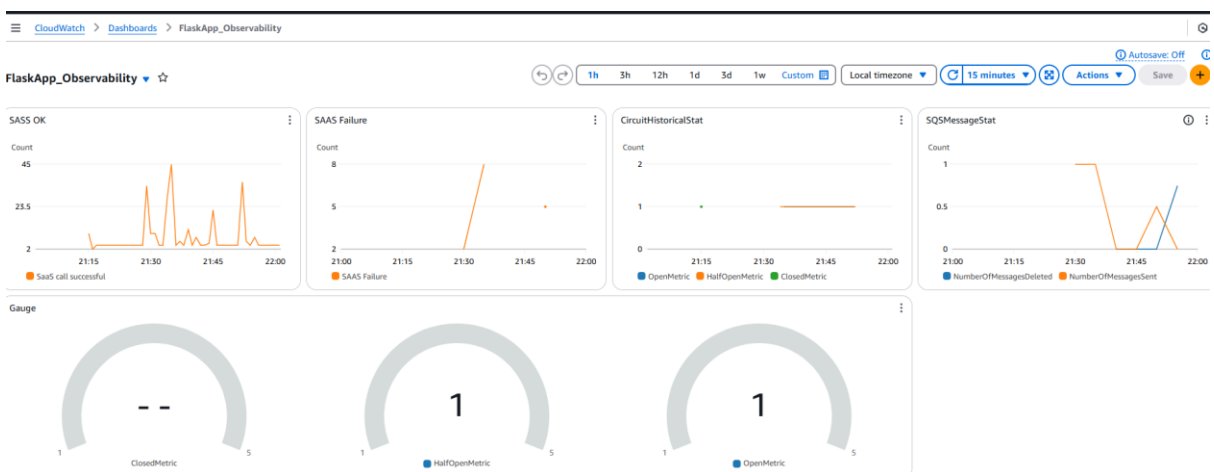 CloudWatch > Dashboards > FlaskApp_Observability
Autosave: Off
FlaskApp_Observability
1h 3h 12h 1d 3d 1w Custom Local timezone 15 minutes Actions Save +
SASS OK
Count
45
23.5
2
21:15 21:30 21:45 22:00
SaaS call successful
SAAS Failure
Count
8
5
2
21:00 21:15 21:30 21:45 22:00
SAAS Failure
CircuitHistoricalStat
Count
2
1
0
21:15 21:30 21:45 22:00
OpenMetric HalfOpenMetric ClosedMetric
SQSMessageStat
Count
1
0.5
0
21:00 21:15 21:30 21:45 22:00
NumberOfMessagesDeleted NumberOfMessagesSent
Gauge
-- 1 1
1 5 1 5 1 5
ClosedMetric HalfOpenMetric OpenMetric